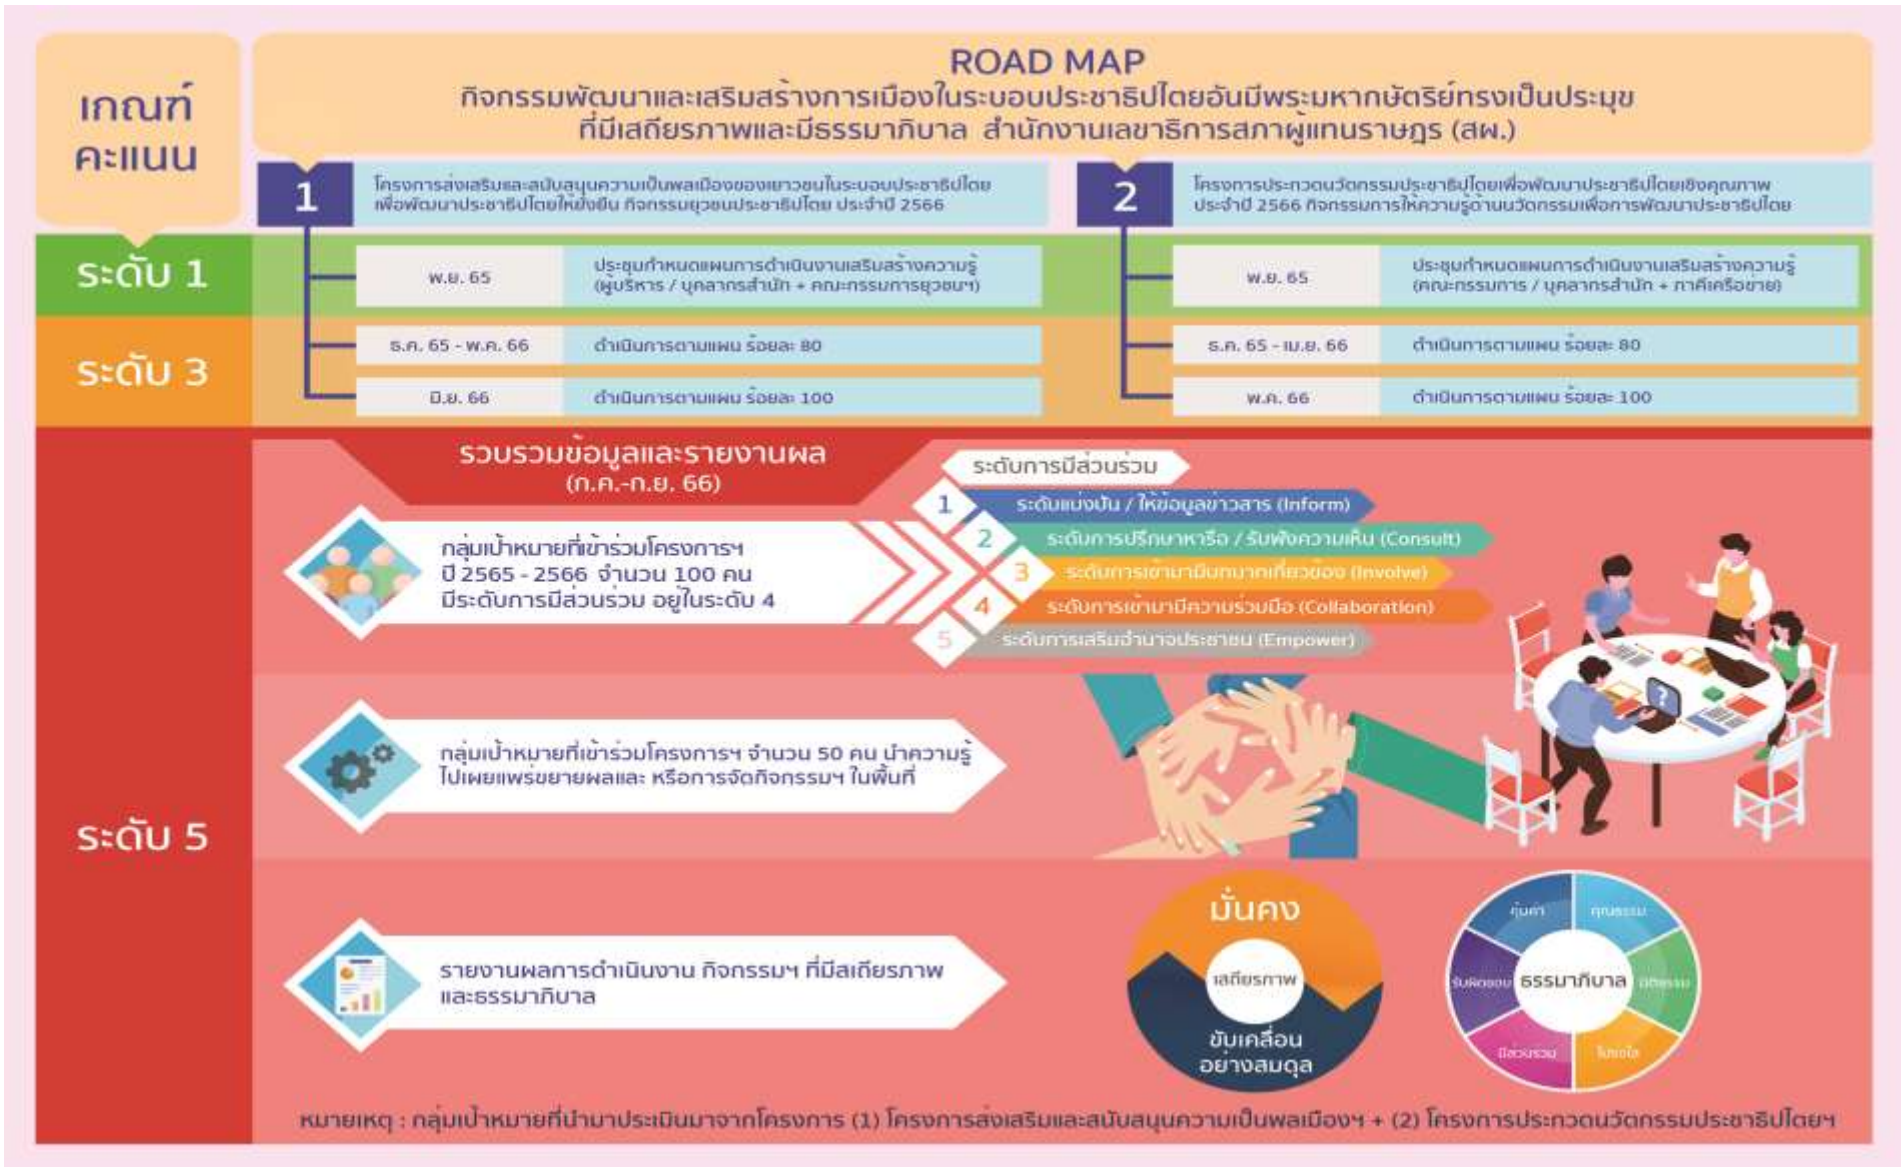 เกณฑ์
คะแนน
ROAD MAP
กิจกรรมพัฒนาและเสริมสร้างการเมืองในระบอบประชาธิปไตยอันมีพระมหากษัตริย์ทรงเป็นประมุข
ที่มีเสถียรภาพและมีธรรมาภิบาล สำนักงานเลขาธิการสภาผู้แทนราษฎร (สผ.)
1
โครงการส่งเสริมและสนับสนุนความเป็นพลเมืองของเยาวชนในระบอบประชาธิปไตย
เพื่อพัฒนาประชาธิปไตยให้ยั่งยืน กิจกรรมยุวชนประชาธิปไตย ประจำปี 2566
2
โครงการประกวดนวัตกรรมประชาธิปไตยเพื่อพัฒนาประชาธิปไตยเชิงคุณภาพ
ประจำปี 2566 กิจกรรมการให้ความรู้ด้านนวัตกรรมเพื่อการพัฒนาประชาธิปไตย
ระดับ 1
พ.ย. 65
ประชุมกำหนดแผนการดำเนินงานเสริมสร้างความรู้
(ผู้บริหาร / บุคลากรสำนัก + คณะกรรมการยุวชนฯ)
พ.ย. 65
ประชุมกำหนดแผนการดำเนินงานเสริมสร้างความรู้
(คณะกรรมการ / บุคลากรสำนัก + ภาคีเครือข่าย)
ระดับ 3
ธ.ค. 65 - พ.ค. 66
ดำเนินการตามแผน ร้อยละ 80
ธ.ค. 65 - เม.ย. 66
ดำเนินการตามแผน ร้อยละ 80
มิ.ย. 66
ดำเนินการตามแผน ร้อยละ 100
พ.ค. 66
ดำเนินการตามแผน ร้อยละ 100
ระดับ 5
รวบรวมข้อมูลและรายงานผล
(ก.ค.-ก.ย. 66)
กลุ่มเป้าหมายที่เข้าร่วมโครงการฯ
ปี 2565 - 2566 จำนวน 100 คน
มีระดับการมีส่วนร่วม อยู่ในระดับ 4
ระดับการมีส่วนร่วม
1 ระดับแบ่งปัน / ให้ข้อมูลข่าวสาร (Inform)
2 ระดับการปรึกษาหารือ / รับฟังความเห็น (Consult)
3 ระดับการเข้ามามีบทบาทเกี่ยวข้อง (Involve)
4 ระดับการเข้ามามีความร่วมมือ (Collaboration)
5 ระดับการเสริมอำนาจประชาชน (Empower)
?
กลุ่มเป้าหมายที่เข้าร่วมโครงการฯ จำนวน 50 คน นำความรู้
ไปเผยแพร่ขยายผลและ หรือการจัดกิจกรรมฯ ในพื้นที่
รายงานผลการดำเนินงาน กิจกรรมฯ ที่มีสเถียรภาพ
และธรรมาภิบาล
มั่นคง
เสถียรภาพ
ขับเคลื่อน
อย่างสมดุล
คุ้มค่า
คุณธรรม
รับผิดชอบ
ธรรมาภิบาล
นิติธรรม
มีส่วนร่วม
โปร่งใส
หมายเหตุ : กลุ่มเป้าหมายที่นำมาประเมินมาจากโครงการ (1) โครงการส่งเสริมและสนับสนุนความเป็นพลเมืองฯ + (2) โครงการประกวดนวัตกรรมประชาธิปไตยฯ